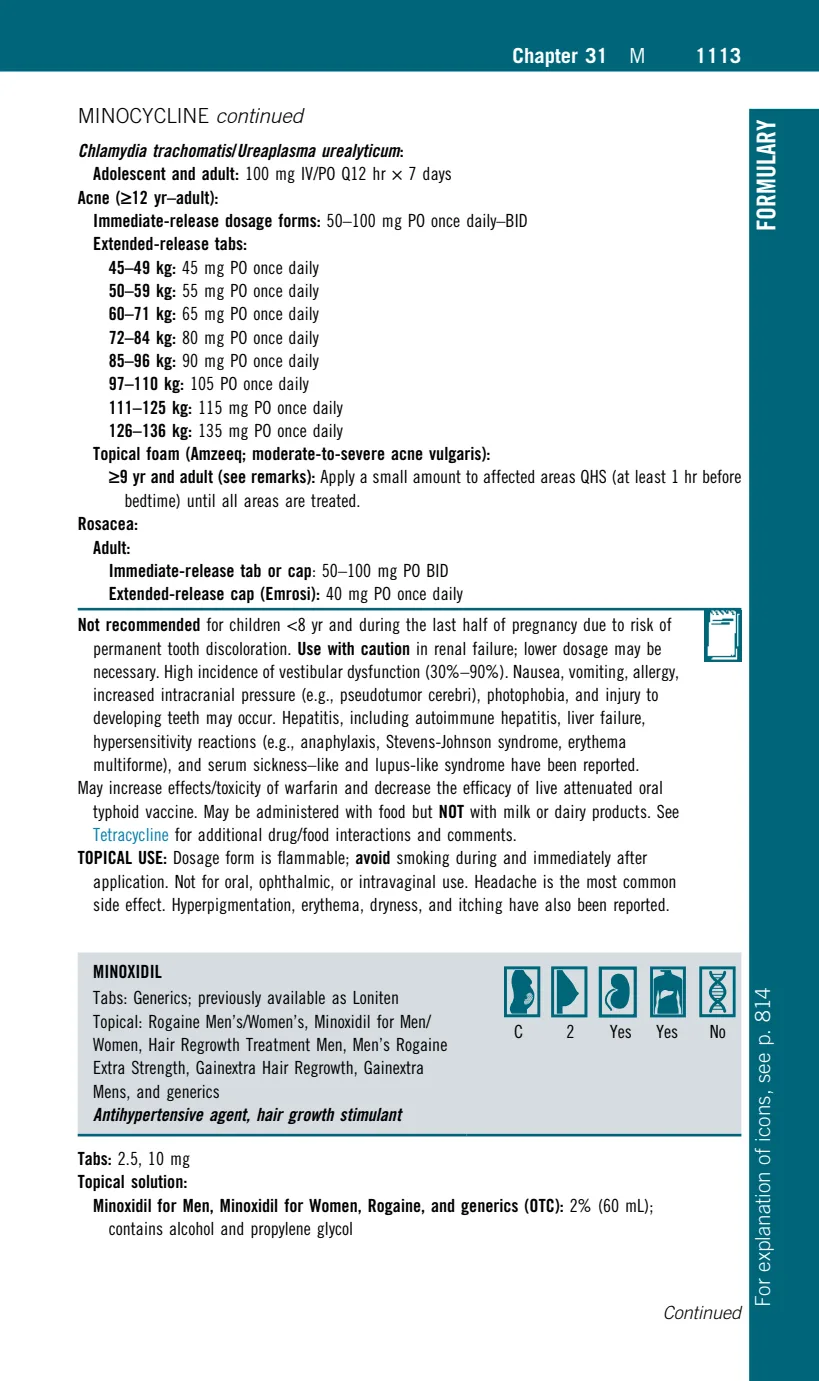 Chapter 31 M 1113
MINOCYCLINE continued
Chlamydia trachomatis/Ureaplasma urealyticum:
Adolescent and adult: 100 mg IV/PO Q12 hr × 7 days
Acne (≥12 yr–adult):
Immediate-release dosage forms: 50–100 mg PO once daily–BID
Extended-release tabs:
45–49 kg: 45 mg PO once daily
50–59 kg: 55 mg PO once daily
60–71 kg: 65 mg PO once daily
72–84 kg: 80 mg PO once daily
85–96 kg: 90 mg PO once daily
97–110 kg: 105 PO once daily
111–125 kg: 115 mg PO once daily
126–136 kg: 135 mg PO once daily
Topical foam (Amzeeq; moderate-to-severe acne vulgaris):
≥9 yr and adult (see remarks): Apply a small amount to affected areas QHS (at least 1 hr before
bedtime) until all areas are treated.
Rosacea:
Adult:
Immediate-release tab or cap: 50–100 mg PO BID
Extended-release cap (Emrosi): 40 mg PO once daily
Not recommended for children <8 yr and during the last half of pregnancy due to risk of
permanent tooth discoloration. Use with caution in renal failure; lower dosage may be
necessary. High incidence of vestibular dysfunction (30%–90%). Nausea, vomiting, allergy,
increased intracranial pressure (e.g., pseudotumor cerebri), photophobia, and injury to
developing teeth may occur. Hepatitis, including autoimmune hepatitis, liver failure,
hypersensitivity reactions (e.g., anaphylaxis, Stevens-Johnson syndrome, erythema
multiforme), and serum sickness–like and lupus-like syndrome have been reported.
May increase effects/toxicity of warfarin and decrease the efficacy of live attenuated oral
typhoid vaccine. May be administered with food but NOT with milk or dairy products. See
Tetracycline for additional drug/food interactions and comments.
TOPICAL USE: Dosage form is flammable; avoid smoking during and immediately after
application. Not for oral, ophthalmic, or intravaginal use. Headache is the most common
side effect. Hyperpigmentation, erythema, dryness, and itching have also been reported.
MINOXIDIL
Tabs: Generics; previously available as Loniten
Topical: Rogaine Men's/Women's, Minoxidil for Men/
Women, Hair Regrowth Treatment Men, Men's Rogaine
Extra Strength, Gainextra Hair Regrowth, Gainextra
Mens, and generics
Antihypertensive agent, hair growth stimulant
C 2 Yes Yes No
Tabs: 2.5, 10 mg
Topical solution:
Minoxidil for Men, Minoxidil for Women, Rogaine, and generics (OTC): 2% (60 mL);
contains alcohol and propylene glycol
Continued
FORMULARY
For explanation of icons, see p. 814